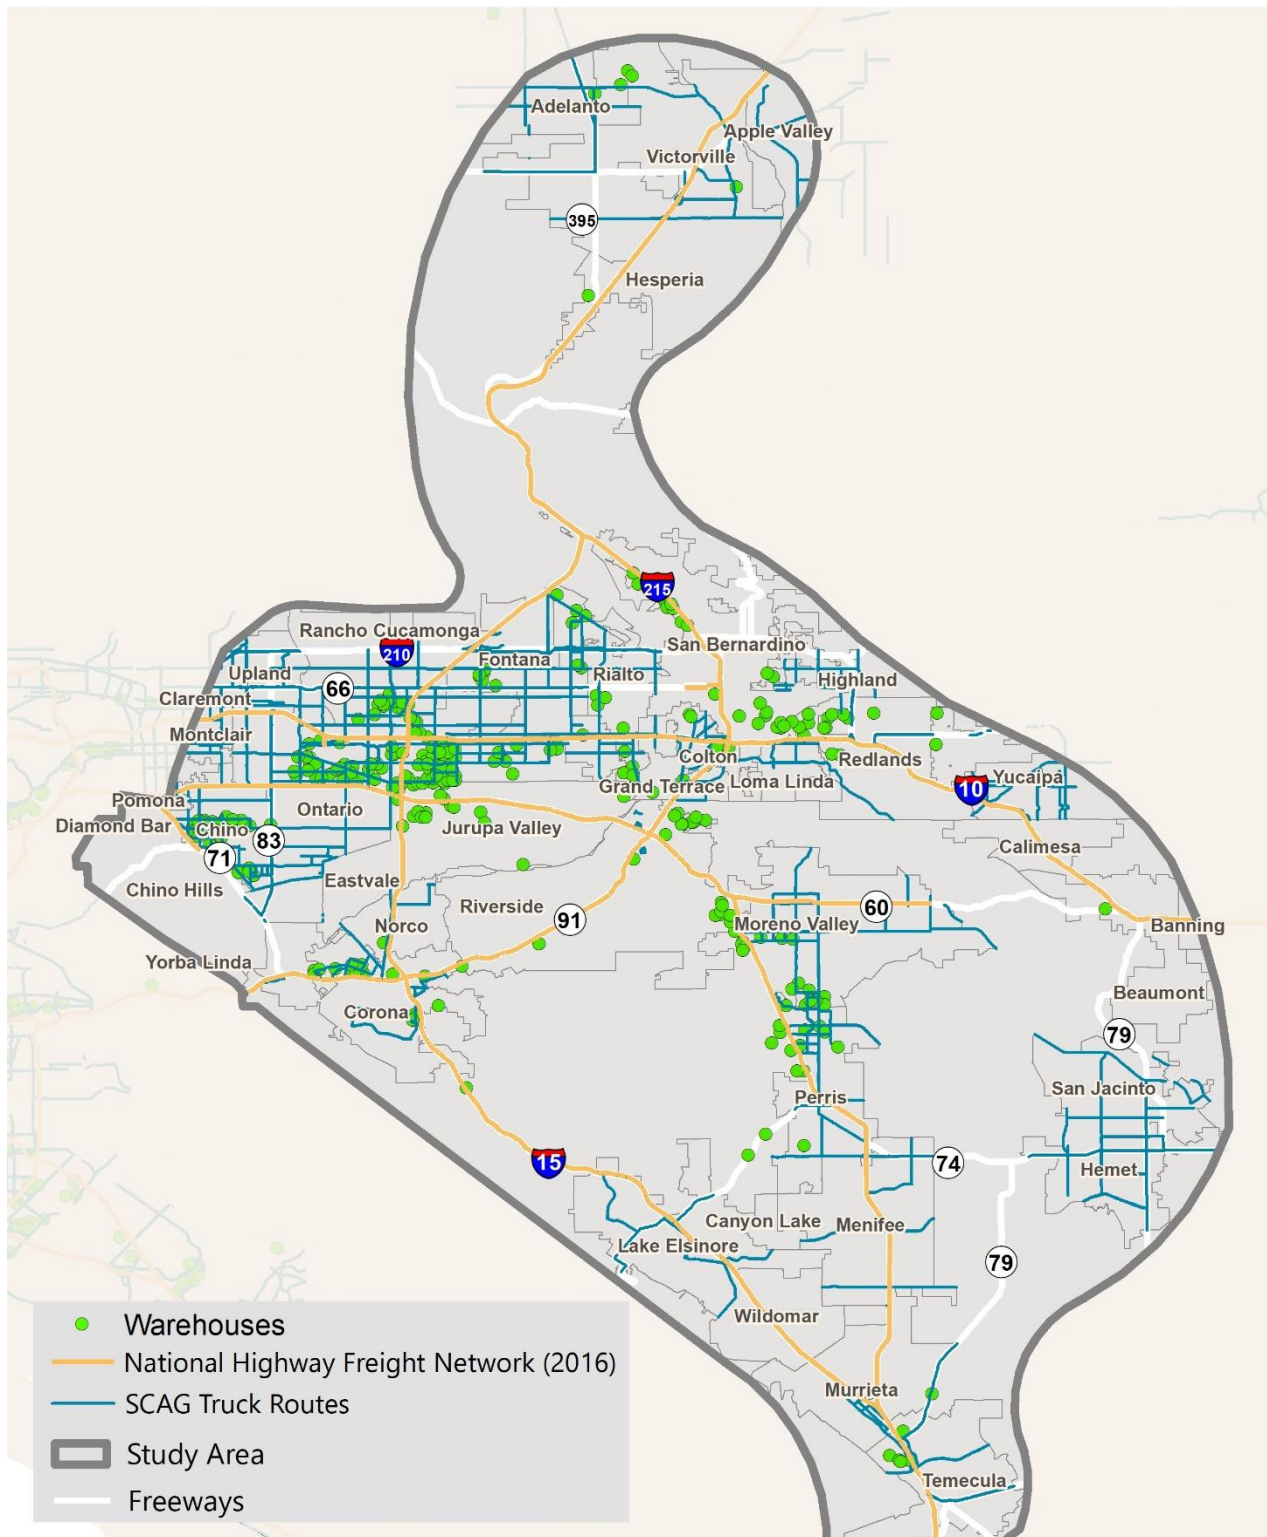 Adelanto
Apple Valley
Victorville
395
Hesperia
215
Rancho Cucamonga
San Bernardino
210
Fontana
Upland
Rialto
Highland
66
Claremont
Montclair
Colton
Redlands
Loma Linda
Grand Terrace
Yucaipa
10
Pomona
Ontario
Diamond Bar
Chino
Jurupa Valley
83
Calimesa
71
Chino Hills
Eastvale
Riverside
60
91
Moreno Valley
Norco
Banning
Yorba Linda
Beaumont
Corona
79
San Jacinto
Perris
15
74
Hemet
Canyon Lake
Menifee
Lake Elsinore
79
Wildomar
Murrieta
Temecula
Warehouses
National Highway Freight Network (2016)
SCAG Truck Routes
Study Area
Freeways